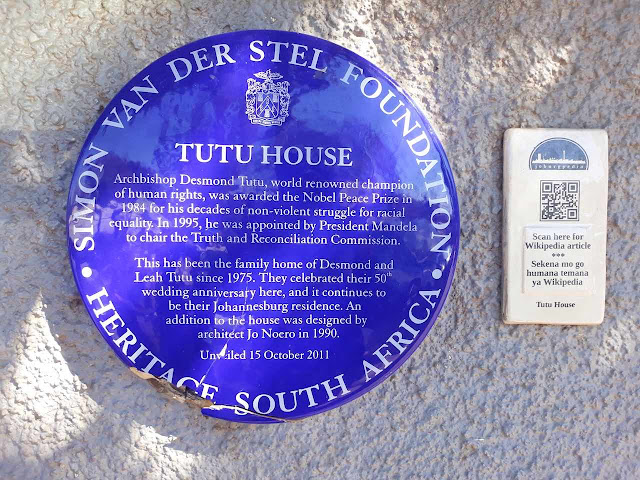 SIMON VAN DER STEL FOUNDATION
TUTU HOUSE
Archbishop Desmond Tutu, world renowned champion
of human rights, was awarded the Nobel Peace Prize in
1984 for his decades of non-violent struggle for racial
equality. In 1995, he was appointed by President Mandela
to chair the Truth and Reconciliation Commission.
This has been the family home of Desmond and
Leah Tutu since 1975. They celebrated their 50th
wedding anniversary here, and it continues to
be their Johannesburg residence. An
addition to the house was designed by
architect Jo Noero in 1990.
Unveiled 15 October 2011
• HERITAGE SOUTH AFRICA •
joburgpedia
Scan here for
Wikipedia article
***
Sekena mo go
humana temana
ya Wikipedia
Tutu House